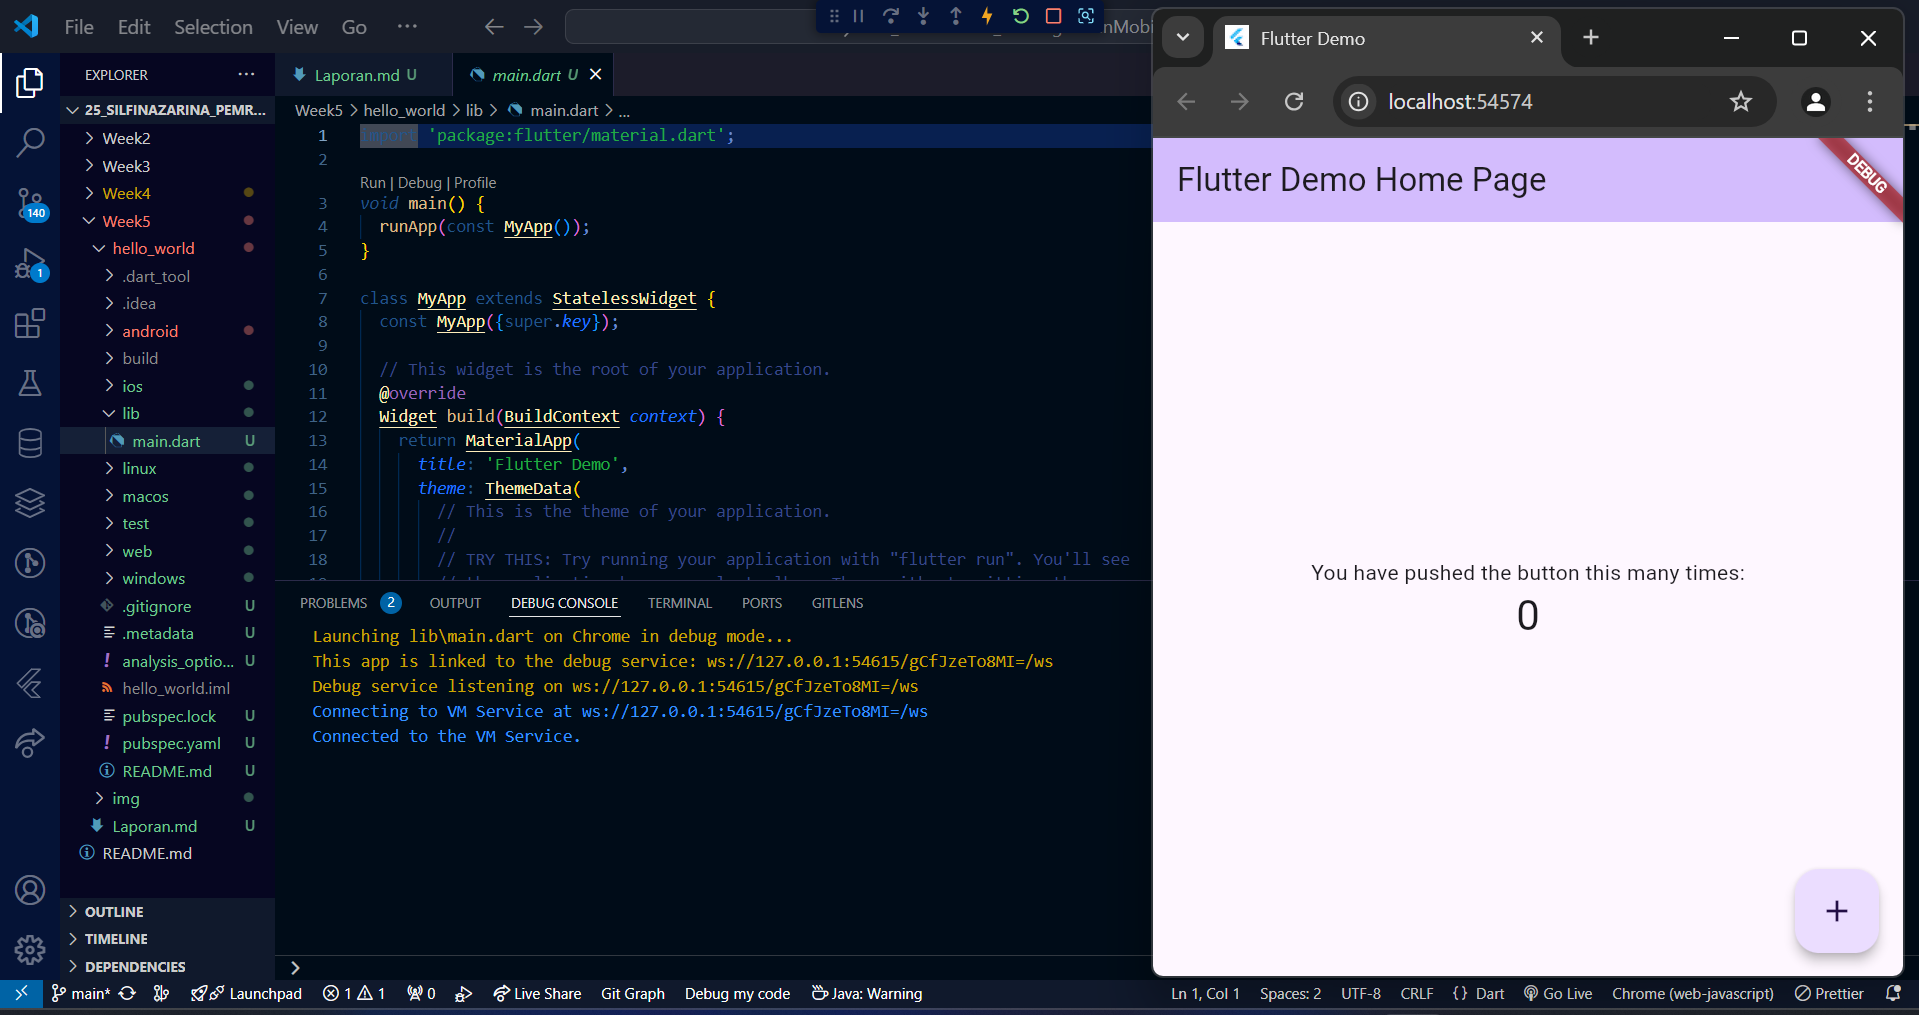 File Edit Selection View Go ···
nMobi
EXPLORER ···
25_SILFINAZARINA_PEMR...
Week2
Week3
Week4
Week5
hello_world
.dart_tool
.idea
android
build
ios
lib
main.dart U
linux
macos
test
web
windows
.gitignore U
.metadata U
analysis_optio... U
hello_world.iml
pubspec.lock U
pubspec.yaml U
README.md U
img
Laporan.md U
README.md
OUTLINE
TIMELINE
DEPENDENCIES
140
1
Laporan.md U
main.dart U
Week5 > hello_world > lib > main.dart > ...
1 import 'package:flutter/material.dart';
2
Run | Debug | Profile
3 void main() {
4 runApp(const MyApp());
5 }
6
7 class MyApp extends StatelessWidget {
8 const MyApp({super.key});
9
10 // This widget is the root of your application.
11 @override
12 Widget build(BuildContext context) {
13 return MaterialApp(
14 title: 'Flutter Demo',
15 theme: ThemeData(
16 // This is the theme of your application.
17 //
18 // TRY THIS: Try running your application with "flutter run". You'll see
PROBLEMS 2 OUTPUT DEBUG CONSOLE TERMINAL PORTS GITLENS
Launching lib\main.dart on Chrome in debug mode...
This app is linked to the debug service: ws://127.0.0.1:54615/gCfJzeTo8MI=/ws
Debug service listening on ws://127.0.0.1:54615/gCfJzeTo8MI=/ws
Connecting to VM Service at ws://127.0.0.1:54615/gCfJzeTo8MI=/ws
Connected to the VM Service.
Flutter Demo
localhost:54574
Flutter Demo Home Page
DEBUG
You have pushed the button this many times:
0
+
main* Launchpad 1 1 0 Live Share Git Graph Debug my code Java: Warning Ln 1, Col 1 Spaces: 2 UTF-8 CRLF {} Dart Go Live Chrome (web-javascript) Prettier